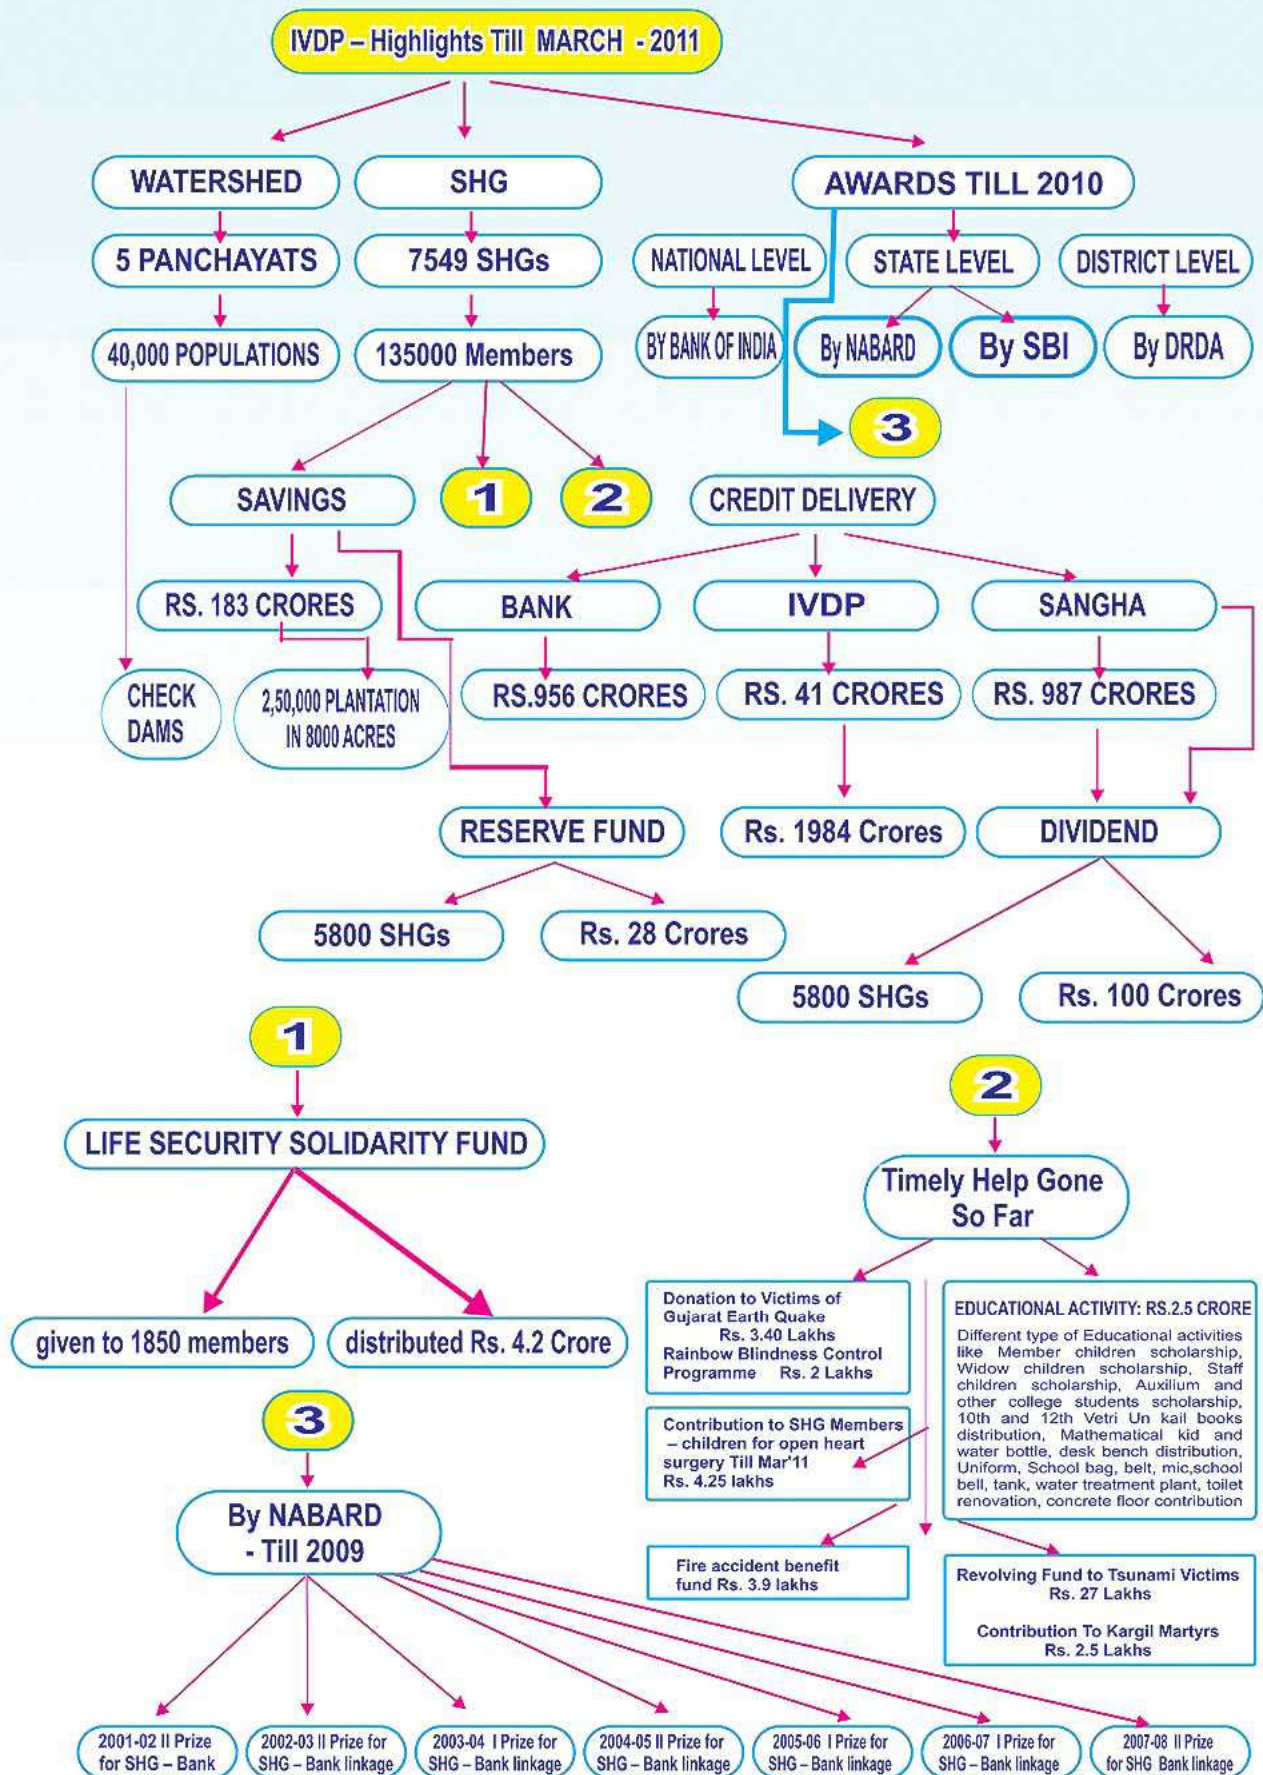 IVDP – Highlights Till MARCH - 2011
WATERSHED
SHG
AWARDS TILL 2010
5 PANCHAYATS
7549 SHGs
NATIONAL LEVEL
STATE LEVEL
DISTRICT LEVEL
40,000 POPULATIONS
135000 Members
BY BANK OF INDIA
By NABARD
By SBI
By DRDA
3
SAVINGS
1
2
CREDIT DELIVERY
RS. 183 CRORES
BANK
IVDP
SANGHA
CHECK
DAMS
2,50,000 PLANTATION
IN 8000 ACRES
RS.956 CRORES
RS. 41 CRORES
RS. 987 CRORES
RESERVE FUND
Rs. 1984 Crores
DIVIDEND
5800 SHGs
Rs. 28 Crores
5800 SHGs
Rs. 100 Crores
1
LIFE SECURITY SOLIDARITY FUND
given to 1850 members
distributed Rs. 4.2 Crore
2
Timely Help Gone
So Far
Donation to Victims of
Gujarat Earth Quake
Rs. 3.40 Lakhs
Rainbow Blindness Control
Programme Rs. 2 Lakhs
Contribution to SHG Members
– children for open heart
surgery Till Mar'11
Rs. 4.25 lakhs
Fire accident benefit
fund Rs. 3.9 lakhs
EDUCATIONAL ACTIVITY: RS.2.5 CRORE
Different type of Educational activities
like Member children scholarship,
Widow children scholarship, Staff
children scholarship, Auxilium and
other college students scholarship,
10th and 12th Vetri Un kail books
distribution, Mathematical kid and
water bottle, desk bench distribution,
Uniform, School bag, belt, mic,school
bell, tank, water treatment plant, toilet
renovation, concrete floor contribution
Revolving Fund to Tsunami Victims
Rs. 27 Lakhs
Contribution To Kargil Martyrs
Rs. 2.5 Lakhs
3
By NABARD
- Till 2009
2001-02 II Prize
for SHG – Bank
2002-03 II Prize for
SHG – Bank linkage
2003-04 I Prize for
SHG – Bank linkage
2004-05 II Prize for
SHG – Bank linkage
2005-06 I Prize for
SHG – Bank linkage
2006-07 I Prize for
SHG – Bank linkage
2007-08 II Prize
for SHG Bank linkage